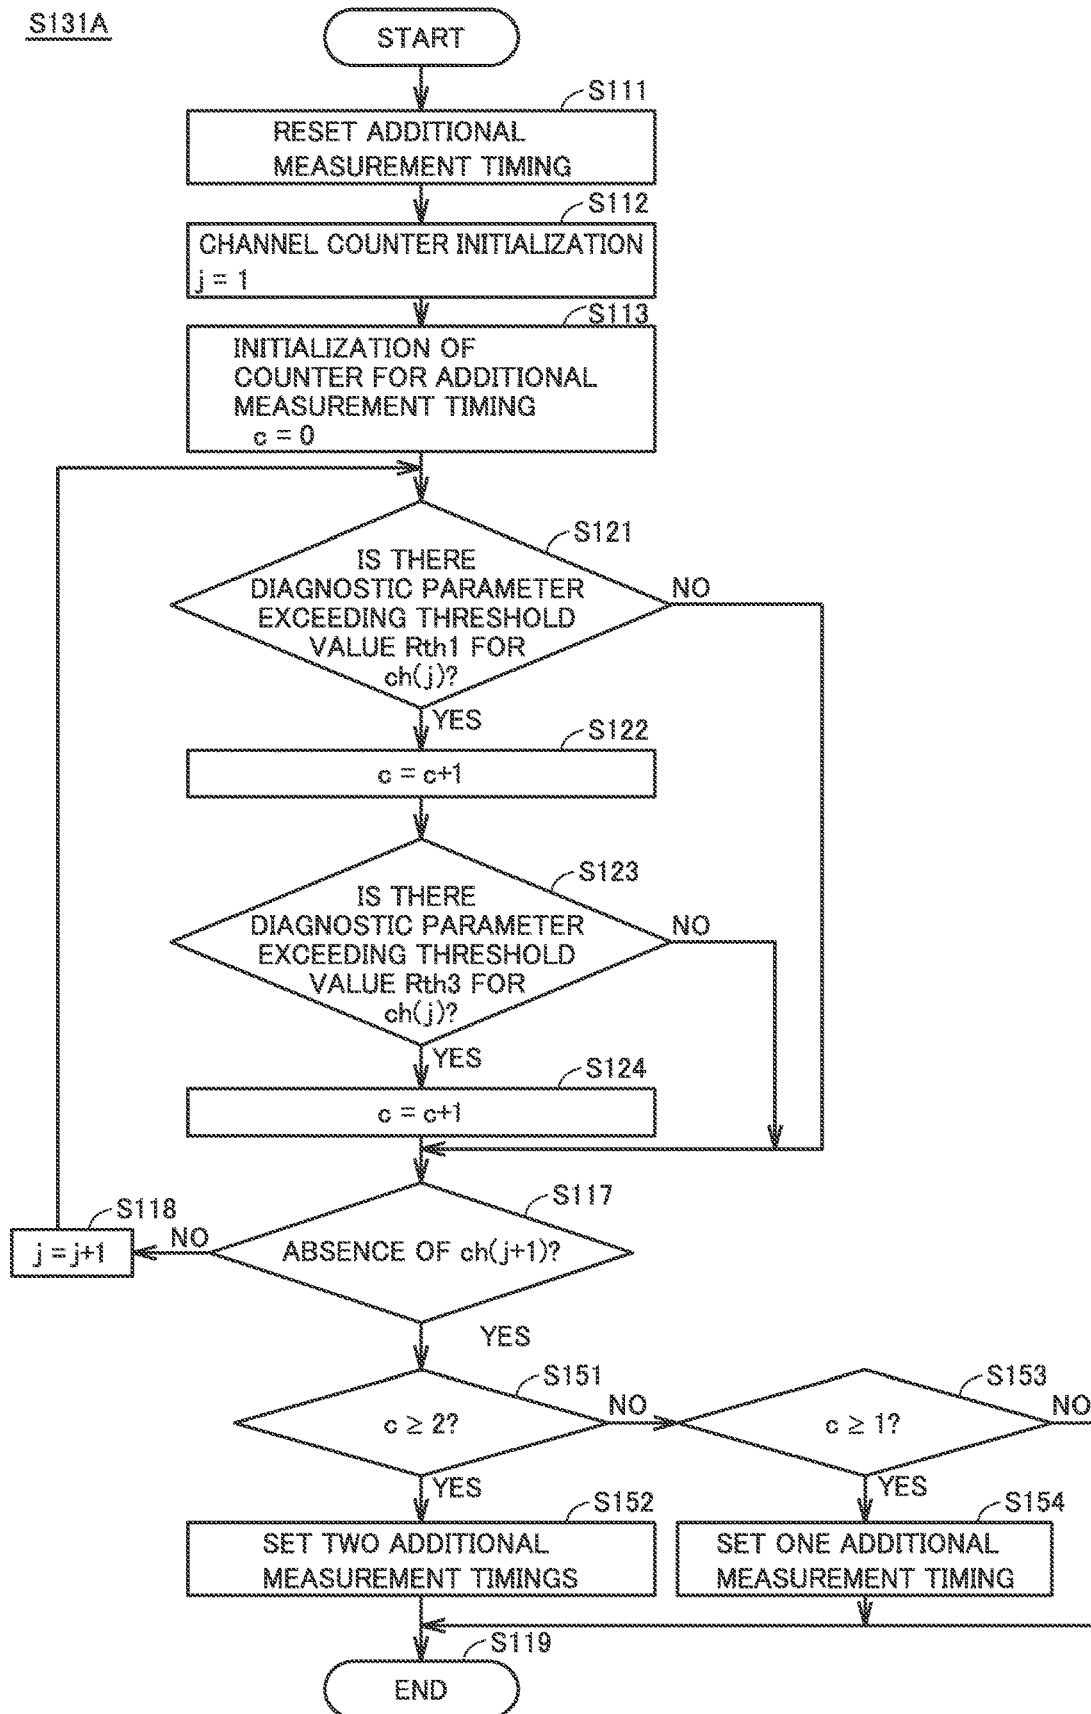 S131A
START
S111
RESET ADDITIONAL
MEASUREMENT TIMING
S112
CHANNEL COUNTER INITIALIZATION
j = 1
S113
INITIALIZATION OF
COUNTER FOR ADDITIONAL
MEASUREMENT TIMING
c = 0
S121
IS THERE
DIAGNOSTIC PARAMETER
EXCEEDING THRESHOLD
VALUE Rth1 FOR
ch(j)?
NO
YES
S122
c = c+1
S123
IS THERE
DIAGNOSTIC PARAMETER
EXCEEDING THRESHOLD
VALUE Rth3 FOR
ch(j)?
NO
YES
S124
c = c+1
S117
ABSENCE OF ch(j+1)?
NO
S118
j = j+1
YES
S151
c ≥ 2?
NO
S153
c ≥ 1?
NO
YES
YES
S152
SET TWO ADDITIONAL
MEASUREMENT TIMINGS
S154
SET ONE ADDITIONAL
MEASUREMENT TIMING
S119
END